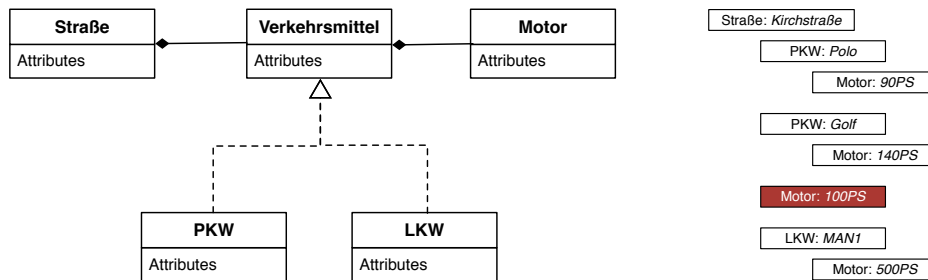 Straße
Attributes
Verkehrsmittel
Attributes
Motor
Attributes
PKW
Attributes
LKW
Attributes
Straße: Kirchstraße
PKW: Polo
Motor: 90PS
PKW: Golf
Motor: 140PS
Motor: 100PS
LKW: MAN1
Motor: 500PS